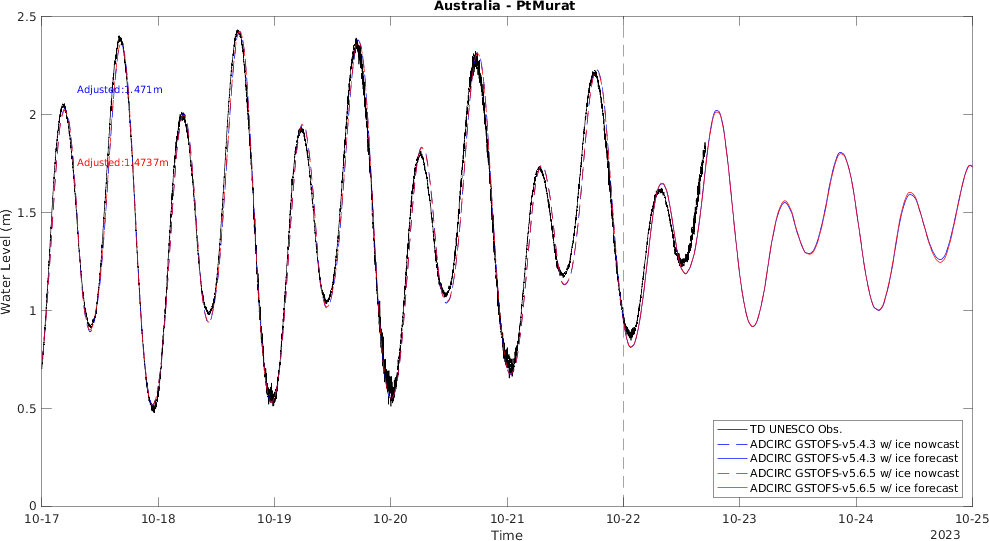 Australia - PtMurat
Water Level (m)
2.5
2
1.5
1
0.5
0
Adjusted:1.471m
Adjusted:1.4737m
TD UNESCO Obs.
ADCIRC GSTOFS-v5.4.3 w/ ice nowcast
ADCIRC GSTOFS-v5.4.3 w/ ice forecast
ADCIRC GSTOFS-v5.6.5 w/ ice nowcast
ADCIRC GSTOFS-v5.6.5 w/ ice forecast
10-17 10-18 10-19 10-20 10-21 10-22 10-23 10-24 10-25
Time
2023